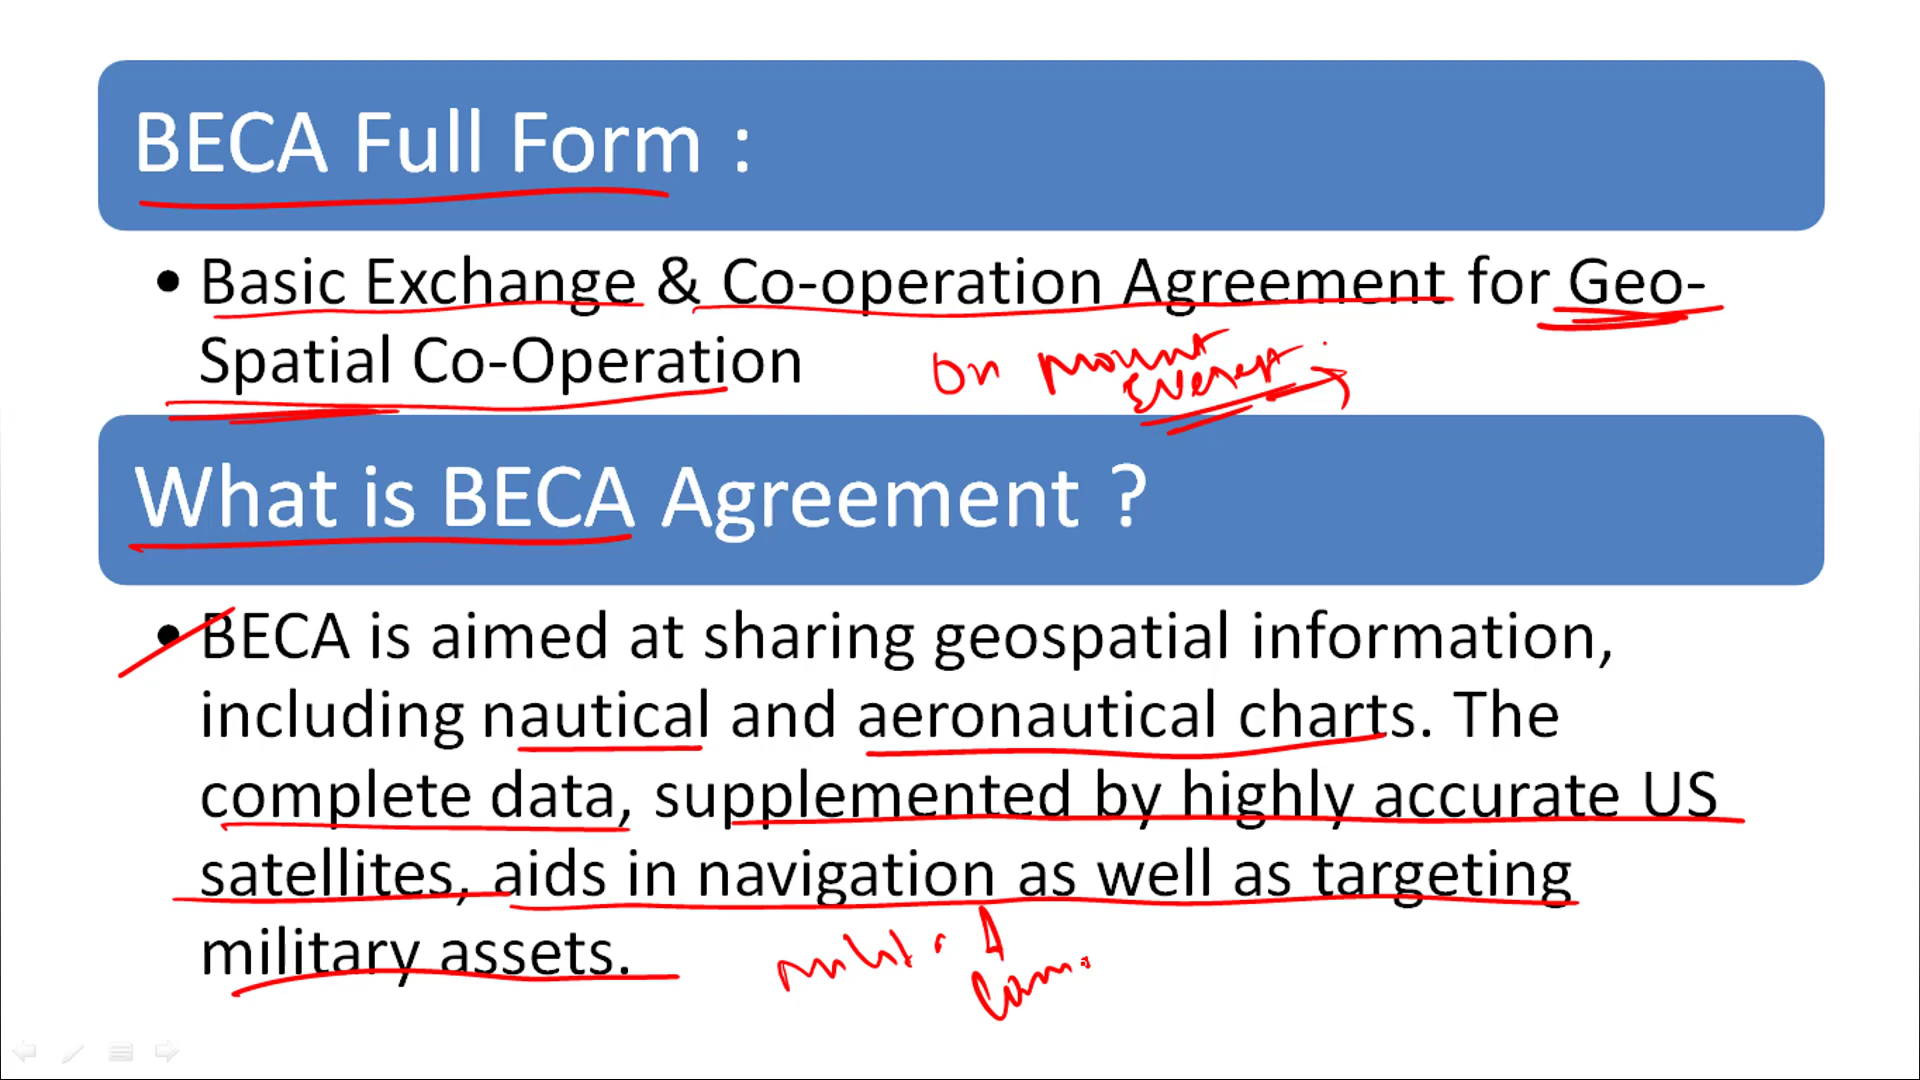 BECA Full Form :
• Basic Exchange & Co-operation Agreement for Geo-
Spatial Co-Operation
On Mount
Everest
What is BECA Agreement ?
• BECA is aimed at sharing geospatial information,
including nautical and aeronautical charts. The
complete data, supplemented by highly accurate US
satellites, aids in navigation as well as targeting
military assets.